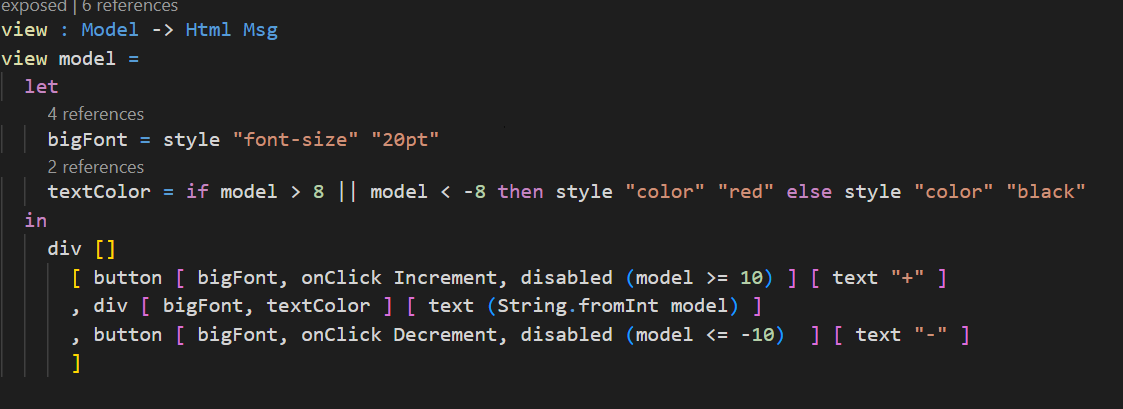 exposed | 6 references
view : Model -> Html Msg
view model =
let
4 references
bigFont = style "font-size" "20pt"
2 references
textColor = if model > 8 || model < -8 then style "color" "red" else style "color" "black"
in
div []
[ button [ bigFont, onClick Increment, disabled (model >= 10) ] [ text "+" ]
, div [ bigFont, textColor ] [ text (String.fromInt model) ]
, button [ bigFont, onClick Decrement, disabled (model <= -10)  ] [ text "-" ]
]